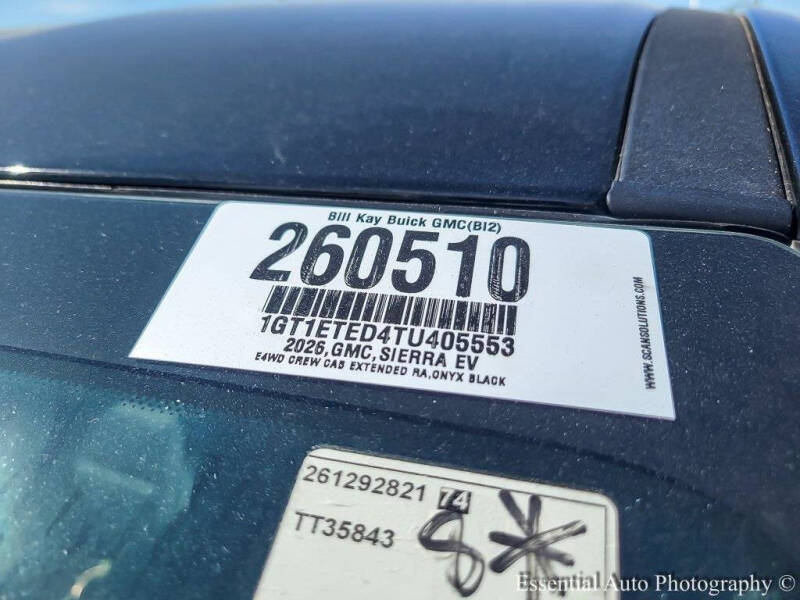 Bill Kay Buick GMC(BI2)
260510
1GT1ETED4TU405553
2026,GMC,SIERRA EV
E4WD CREW CAB EXTENDED RA,ONYX BLACK
WWW.SCANSOLUTIONS.COM
261292821 74
TT35843 8*
Essential Auto Photography ©